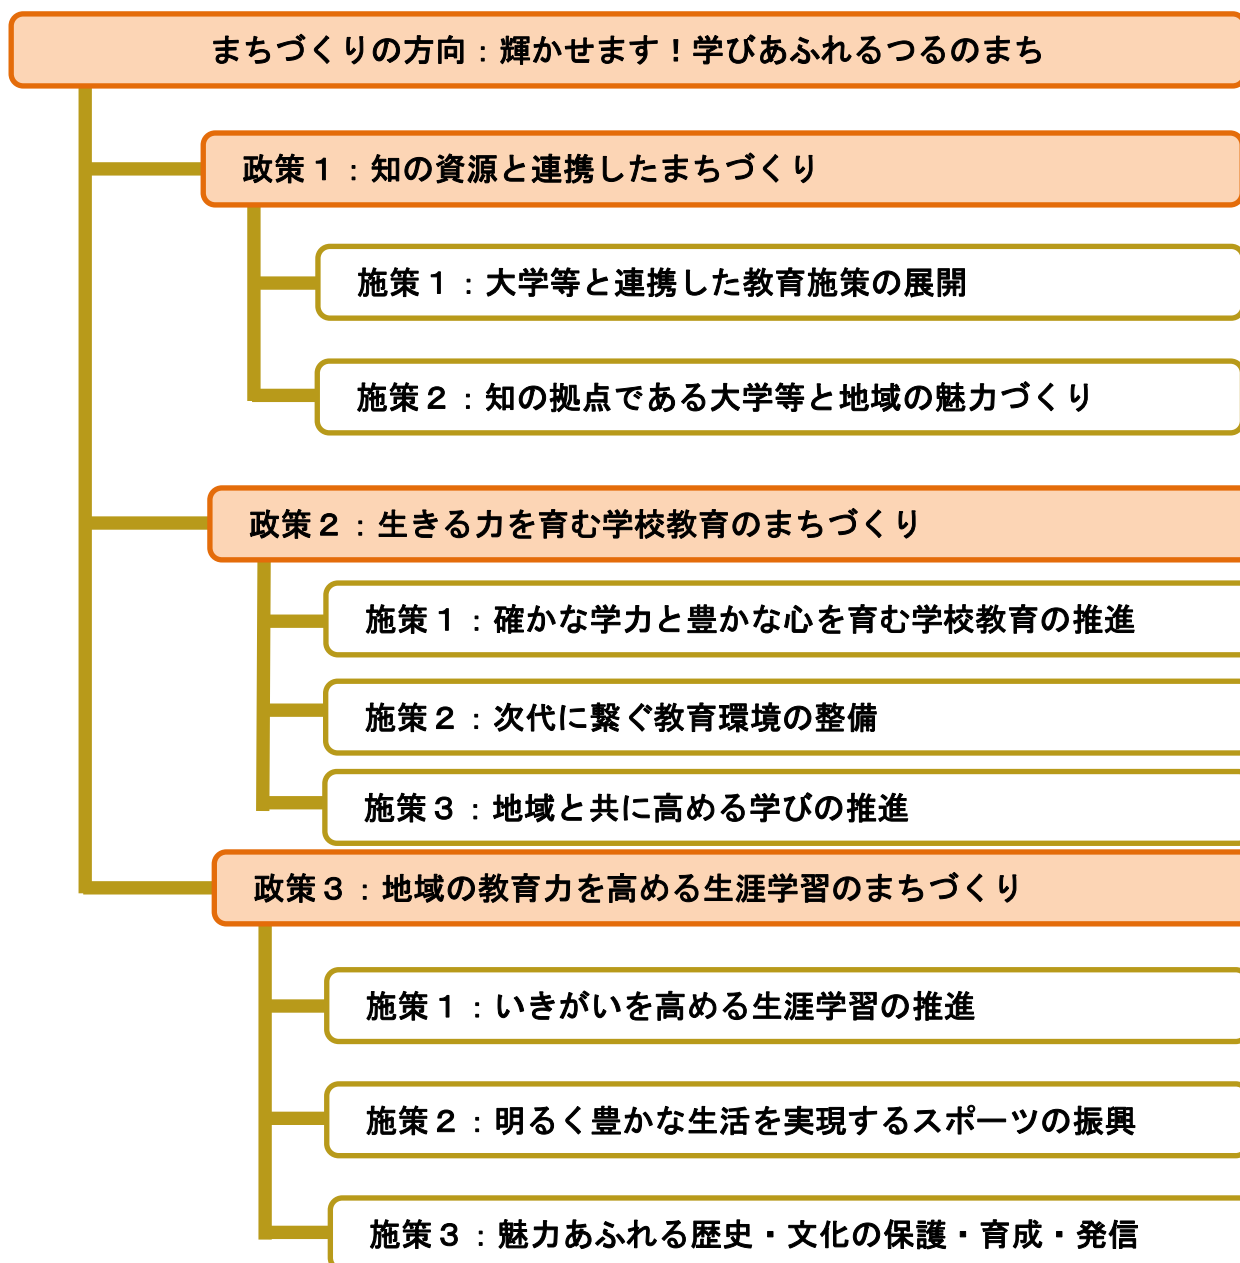 まちづくりの方向：輝かせます！学びあふれるつるのまち
政策１：知の資源と連携したまちづくり
施策１：大学等と連携した教育施策の展開
施策２：知の拠点である大学等と地域の魅力づくり
政策２：生きる力を育む学校教育のまちづくり
施策１：確かな学力と豊かな心を育む学校教育の推進
施策２：次代に繋ぐ教育環境の整備
施策３：地域と共に高める学びの推進
政策３：地域の教育力を高める生涯学習のまちづくり
施策１：いきがいを高める生涯学習の推進
施策２：明るく豊かな生活を実現するスポーツの振興
施策３：魅力あふれる歴史・文化の保護・育成・発信